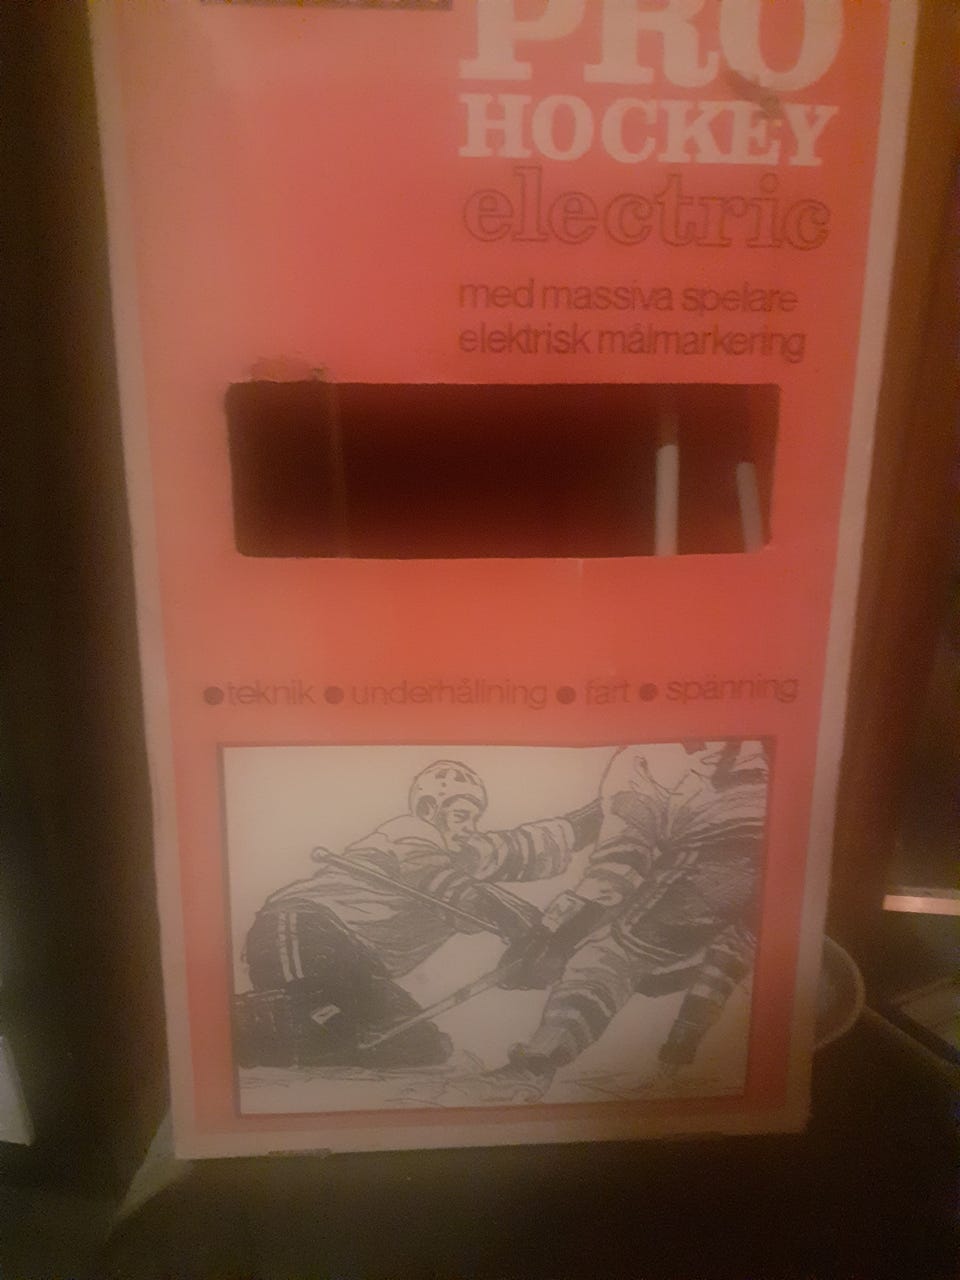 PRO
HOCKEY
electric
med massiva spelare
elektrisk målmarkering
● teknik ● underhållning ● fart ● spänning